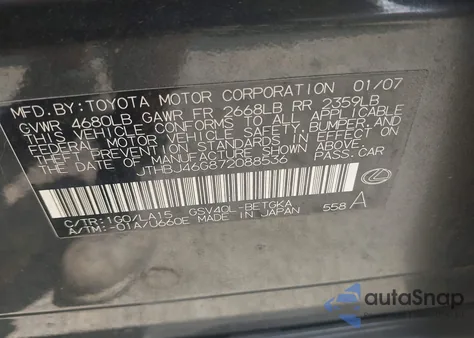 MFD. BY: TOYOTA MOTOR CORPORATION 01/07
GVWR 4680LB GAWR FR 2668LB RR 2359LB
THIS VEHICLE CONFORMS TO ALL APPLICABLE
FEDERAL MOTOR VEHICLE SAFETY, BUMPER, AND
THEFT PREVENTION STANDARDS IN EFFECT ON
THE DATE OF MANUFACTURE SHOWN ABOVE.
JTHBJ46G872088536 PASS.CAR
C/TR:1G0/LA15 GSV40L-BETGKA
A/TM:-01A/U660E MADE IN JAPAN 558 A
autoSnap